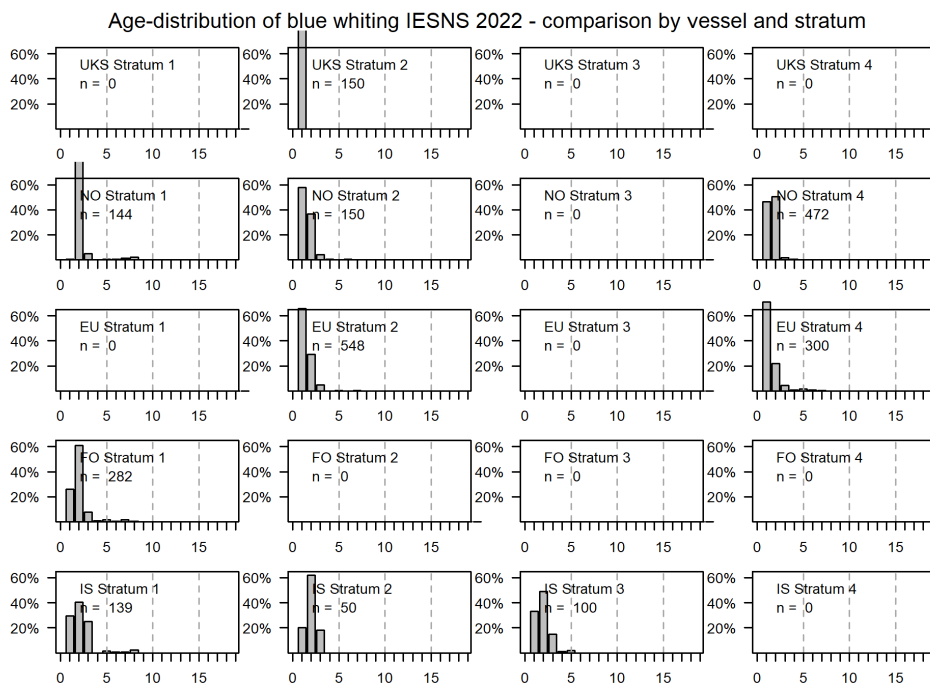 Age-distribution of blue whiting IESNS 2022 - comparison by vessel and stratum
60% 60% 60% 60%
UKS Stratum 1 UKS Stratum 2 UKS Stratum 3 UKS Stratum 4
40% 40% 40% 40%
n = 0 n = 150 n = 0 n = 0
20% 20% 20% 20%
0 5 10 15 0 5 10 15 0 5 10 15 0 5 10 15
60% 60% 60% 60%
NO Stratum 1 NO Stratum 2 NO Stratum 3 NO Stratum 4
40% 40% 40% 40%
n = 144 n = 150 n = 0 n = 472
20% 20% 20% 20%
0 5 10 15 0 5 10 15 0 5 10 15 0 5 10 15
60% 60% 60% 60%
EU Stratum 1 EU Stratum 2 EU Stratum 3 EU Stratum 4
40% 40% 40% 40%
n = 0 n = 548 n = 0 n = 300
20% 20% 20% 20%
0 5 10 15 0 5 10 15 0 5 10 15 0 5 10 15
60% 60% 60% 60%
FO Stratum 1 FO Stratum 2 FO Stratum 3 FO Stratum 4
40% 40% 40% 40%
n = 282 n = 0 n = 0 n = 0
20% 20% 20% 20%
0 5 10 15 0 5 10 15 0 5 10 15 0 5 10 15
60% 60% 60% 60%
IS Stratum 1 IS Stratum 2 IS Stratum 3 IS Stratum 4
40% 40% 40% 40%
n = 139 n = 50 n = 100 n = 0
20% 20% 20% 20%
0 5 10 15 0 5 10 15 0 5 10 15 0 5 10 15